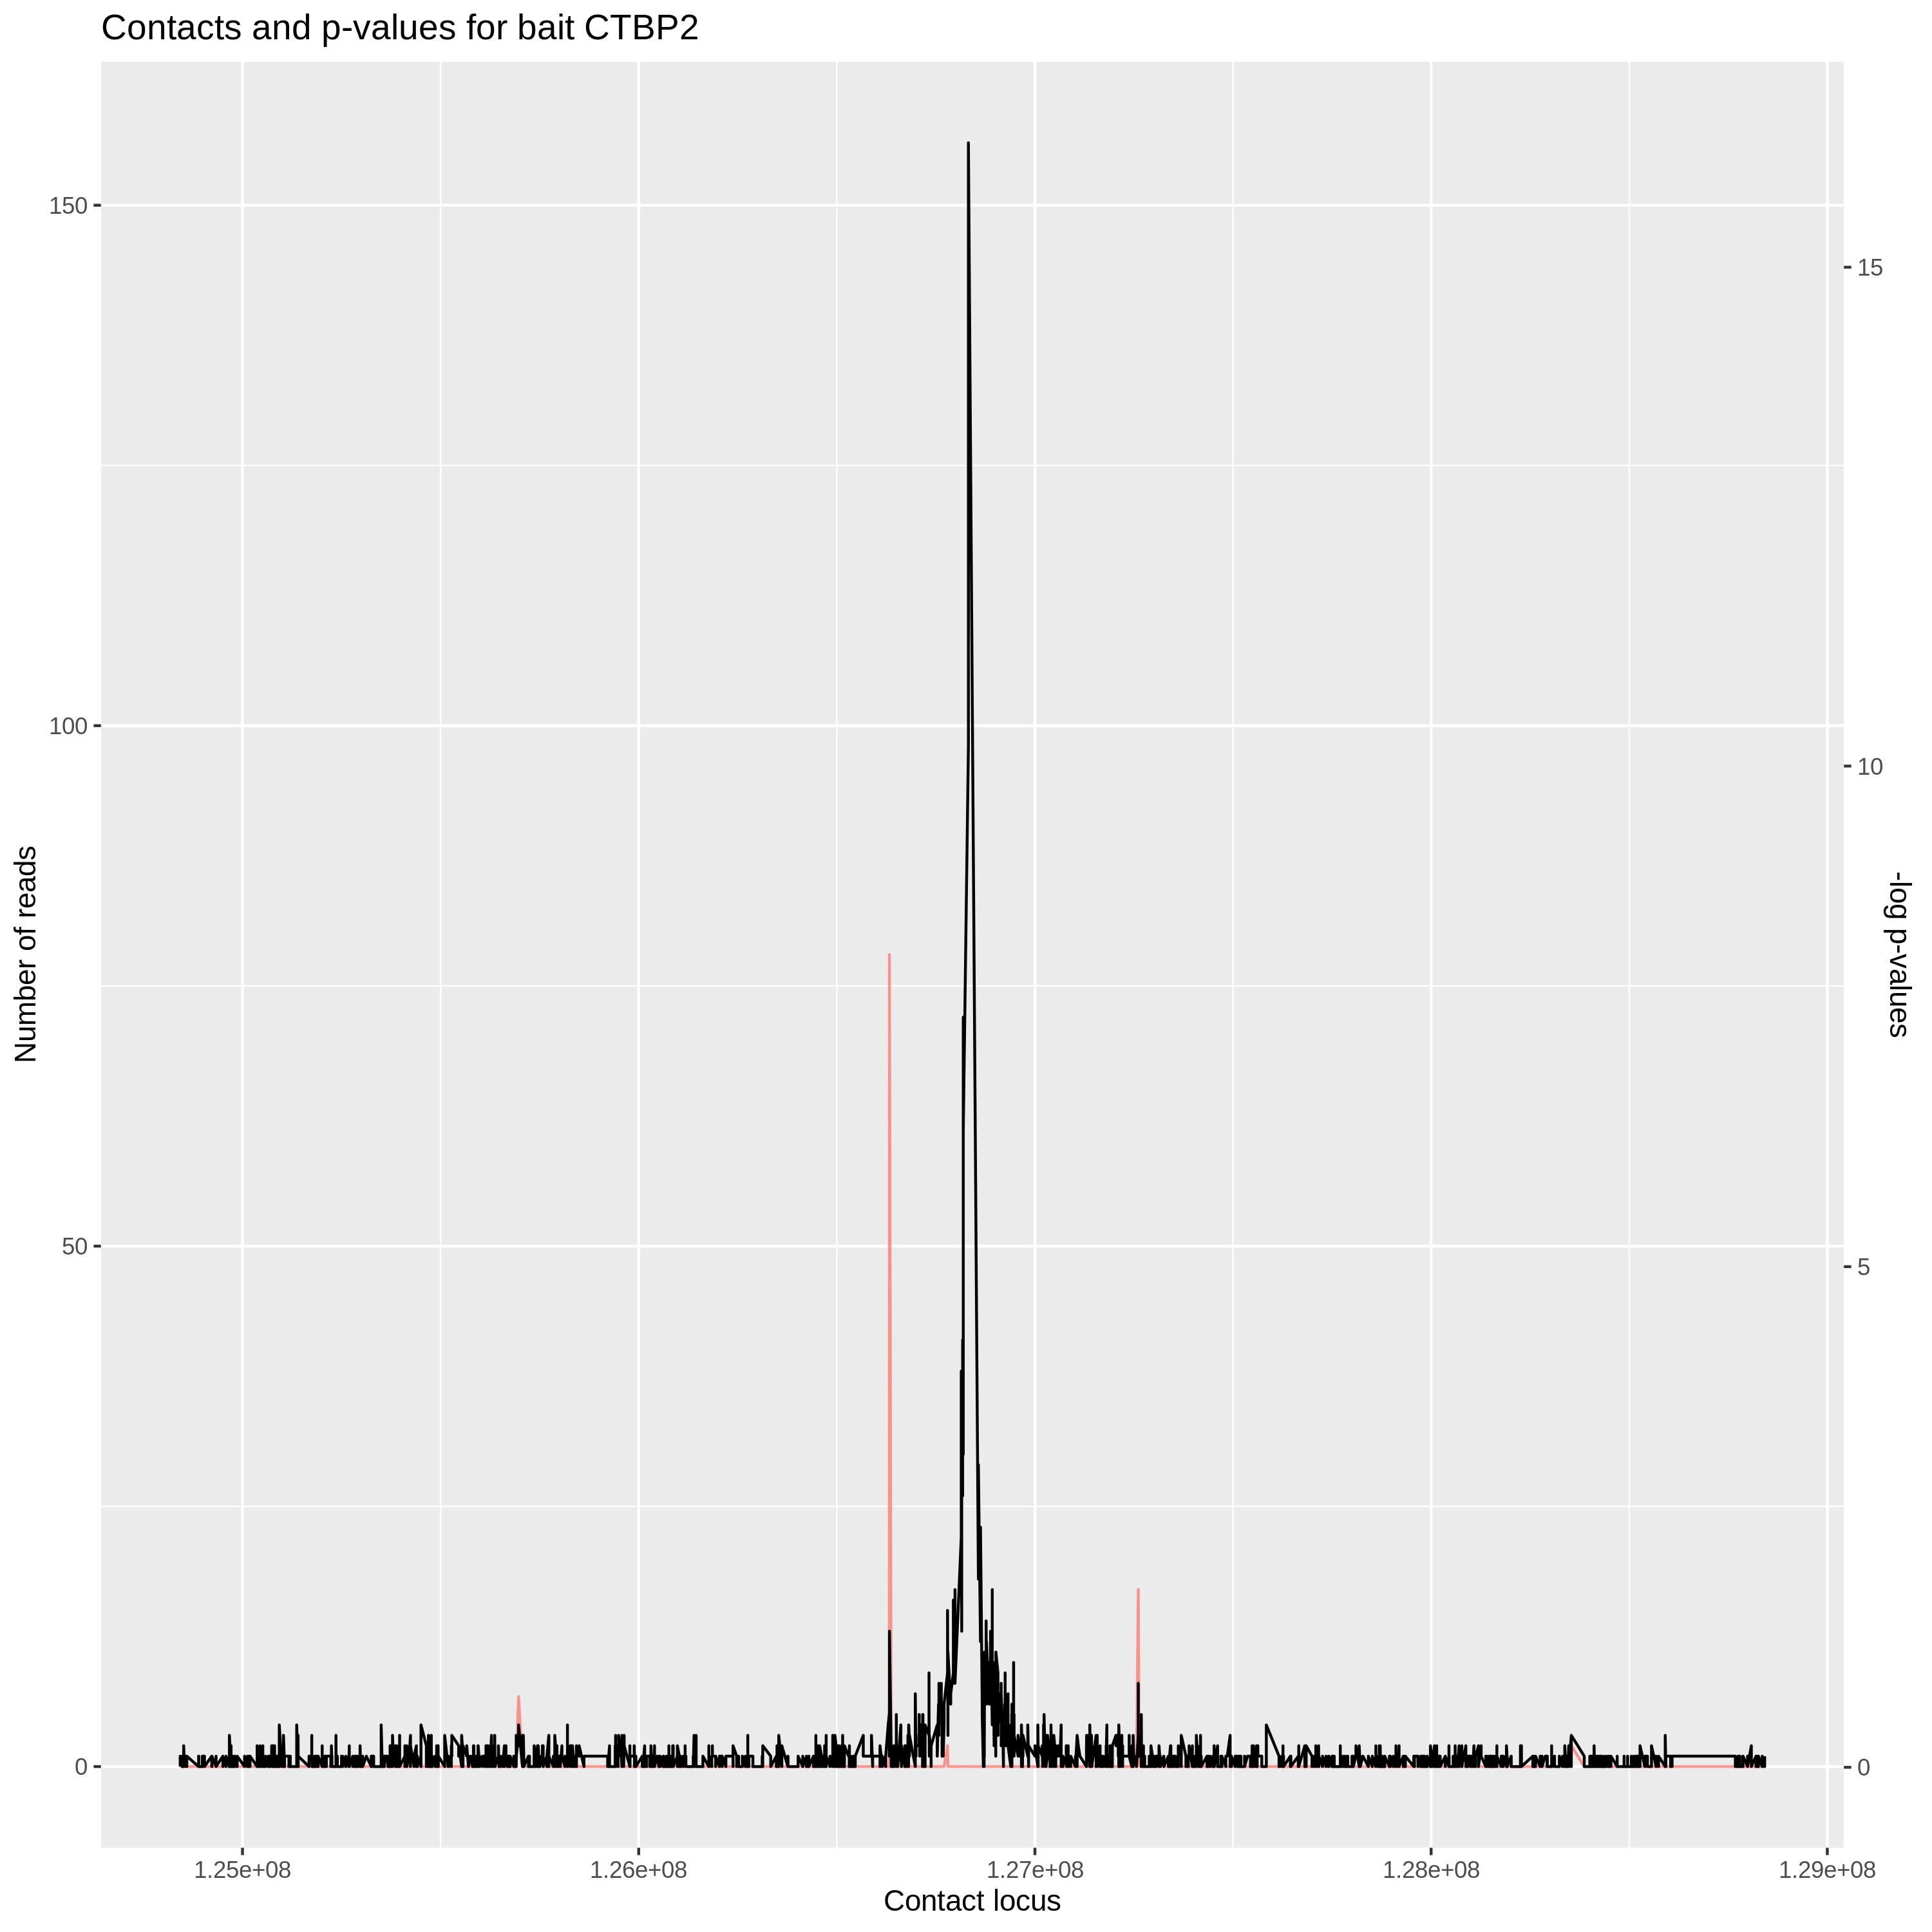 Contacts and p-values for bait CTBP2
150
100
50
0
Number of reads
15
10
5
0
-log p-values
1.25e+08
1.26e+08
1.27e+08
1.28e+08
1.29e+08
Contact locus